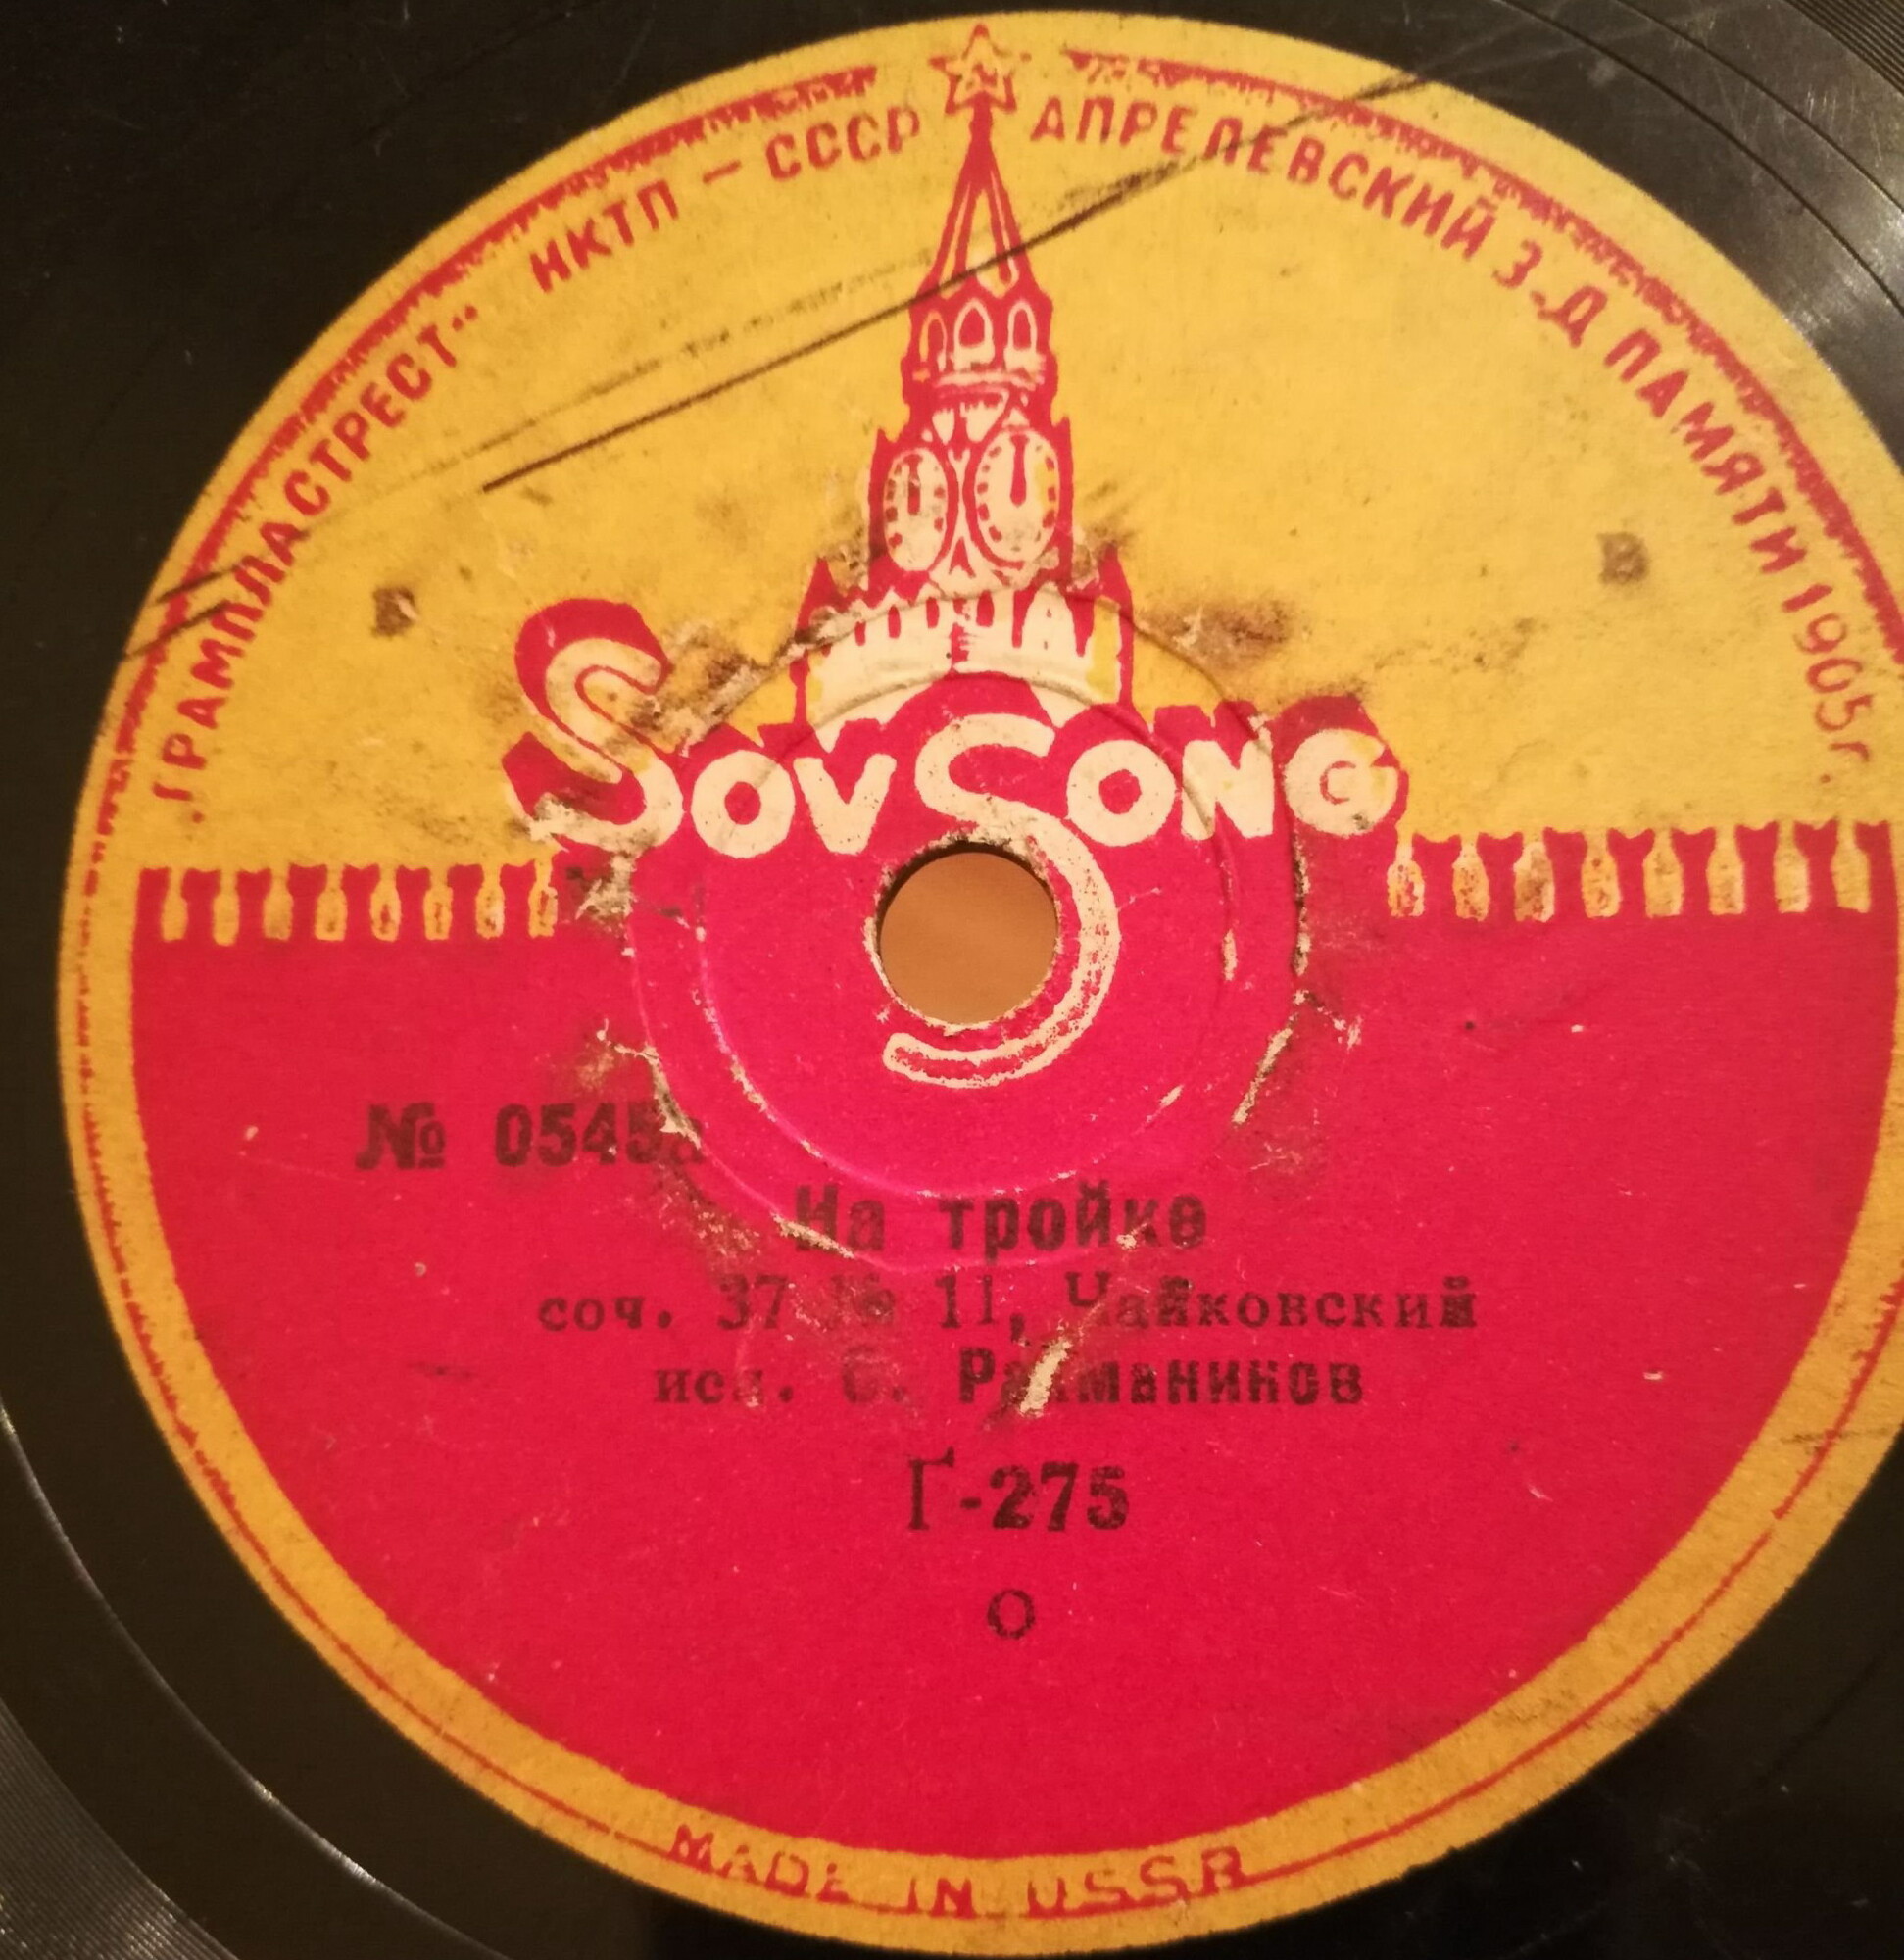 „ГРАМПЛАСТРЕСТ“ НКТП – СССР
АПРЕЛЕВСКИЙ З-Д ПАМЯТИ 1905 г.
SovSong
№ 0545а
На тройке
соч. 37 № 11, Чайковский
исп. С. Рахманинов
Г-275
О
MADE IN USSR